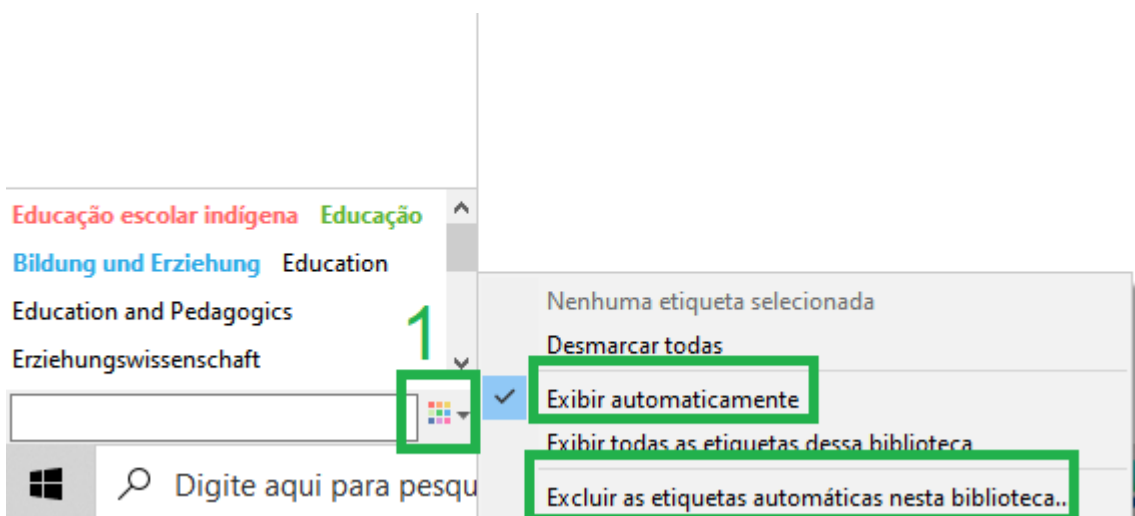 Educação escolar indígena Educação
Bildung und Erziehung Education
Education and Pedagogics
Erziehungswissenschaft
1
Digite aqui para pesqu
Nenhuma etiqueta selecionada
Desmarcar todas
Exibir automaticamente
Exibir todas as etiquetas dessa biblioteca
Excluir as etiquetas automáticas nesta biblioteca..